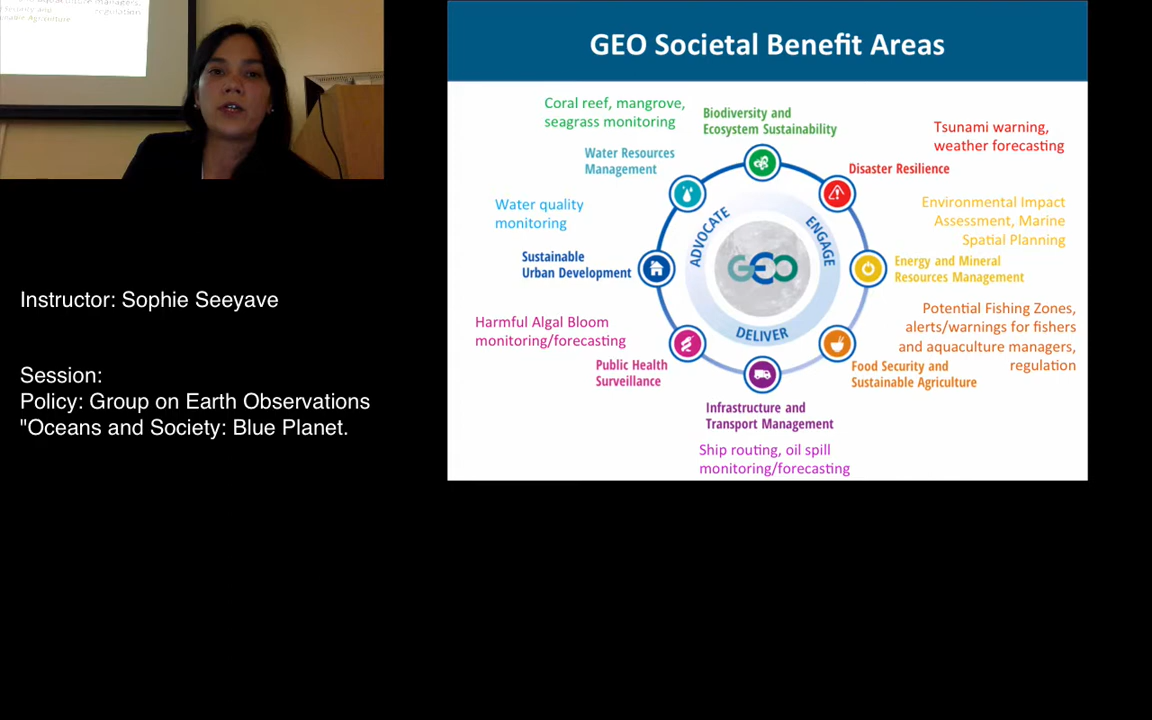 GEO Societal Benefit Areas
Coral reef, mangrove,
seagrass monitoring
Biodiversity and
Ecosystem Sustainability
Tsunami warning,
weather forecasting
Water Resources
Management
Disaster Resilience
Water quality
monitoring
Environmental Impact
Assessment, Marine
Spatial Planning
ADVOCATE
ENGAGE
DELIVER
GEO
Sustainable
Urban Development
Energy and Mineral
Resources Management
Harmful Algal Bloom
monitoring/forecasting
Potential Fishing Zones,
alerts/warnings for fishers
and aquaculture managers,
regulation
Public Health
Surveillance
Food Security and
Sustainable Agriculture
Infrastructure and
Transport Management
Ship routing, oil spill
monitoring/forecasting
Instructor: Sophie Seeyave
Session:
Policy: Group on Earth Observations
"Oceans and Society: Blue Planet.
regulation